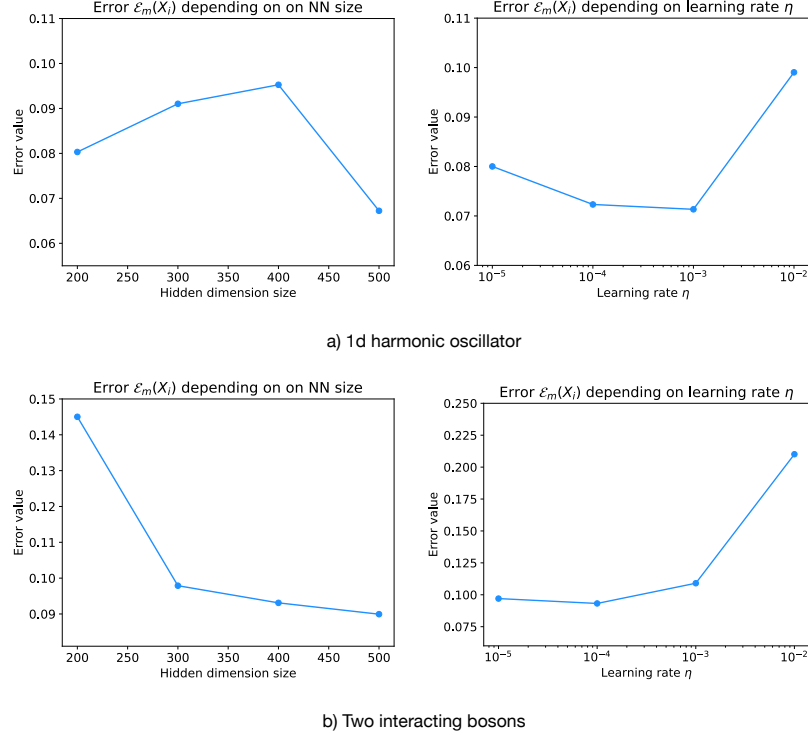 Error ℰₘ(Xᵢ) depending on on NN size
0.11
0.10
0.09
0.08
0.07
0.06
Error value
200 250 300 350 400 450 500
Hidden dimension size
Error ℰₘ(Xᵢ) depending on learning rate η
0.11
0.10
0.09
0.08
0.07
0.06
Error value
10⁻⁵ 10⁻⁴ 10⁻³ 10⁻²
Learning rate η
a) 1d harmonic oscillator
Error ℰₘ(Xᵢ) depending on on NN size
0.15
0.14
0.13
0.12
0.11
0.10
0.09
Error value
200 250 300 350 400 450 500
Hidden dimension size
Error ℰₘ(Xᵢ) depending on learning rate η
0.250
0.225
0.200
0.175
0.150
0.125
0.100
0.075
Error value
10⁻⁵ 10⁻⁴ 10⁻³ 10⁻²
Learning rate η
b) Two interacting bosons